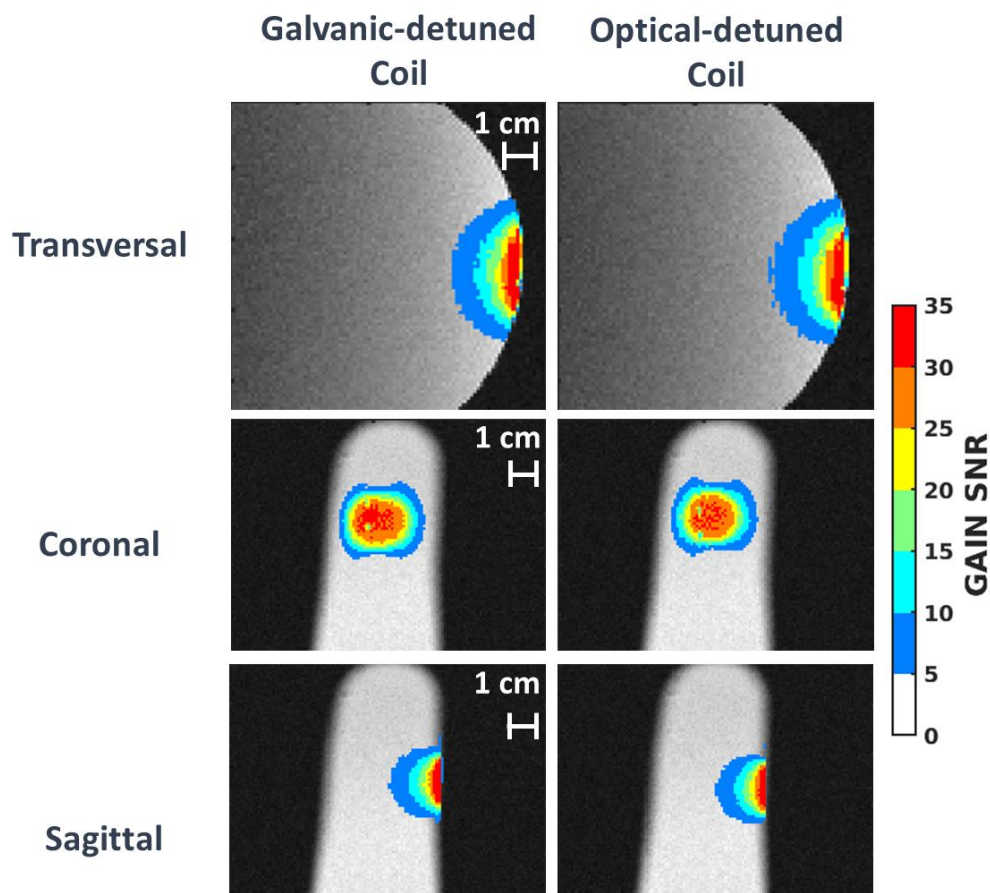 Galvanic-detuned
Coil
Optical-detuned
Coil
1 cm
Transversal
1 cm
Coronal
1 cm
Sagittal
35
30
25
20
15
10
5
0
GAIN SNR